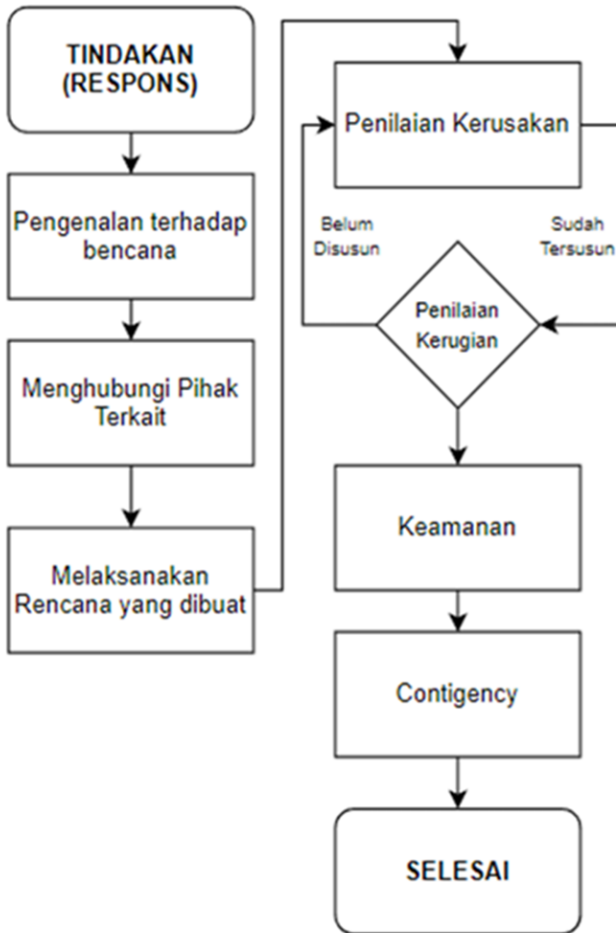 TINDAKAN
(RESPONS)
Pengenalan terhadap
bencana
Menghubungi Pihak
Terkait
Melaksanakan
Rencana yang dibuat
Penilaian Kerusakan
Belum
Disusun
Sudah
Tersusun
Penilaian
Kerugian
Keamanan
Contigency
SELESAI